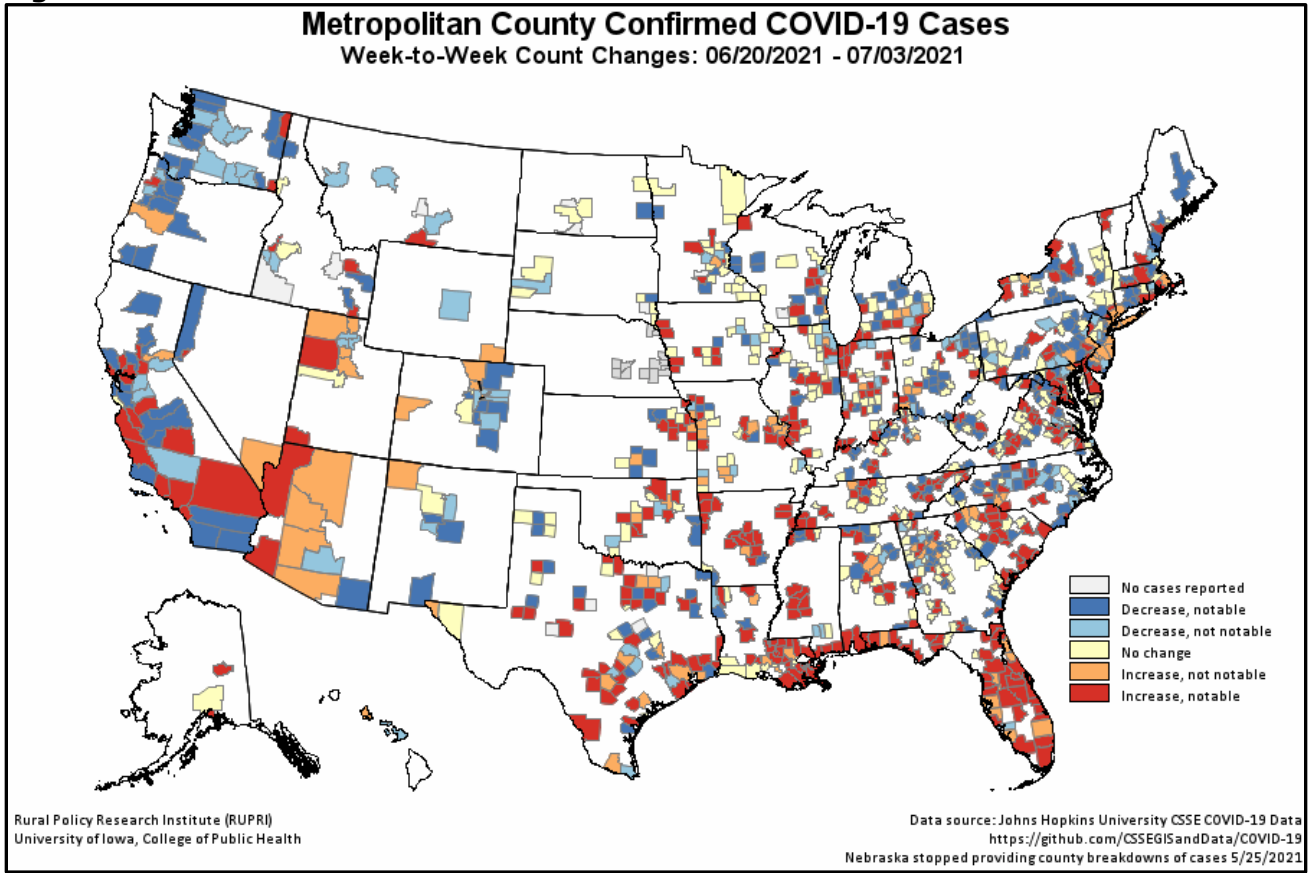 Metropolitan County Confirmed COVID-19 Cases
Week-to-Week Count Changes: 06/20/2021 - 07/03/2021
No cases reported
Decrease, notable
Decrease, not notable
No change
Increase, not notable
Increase, notable
Rural Policy Research Institute (RUPRI)
University of Iowa, College of Public Health
Data source: Johns Hopkins University CSSE COVID-19 Data
https://github.com/CSSEGISandData/COVID-19
Nebraska stopped providing county breakdowns of cases 5/25/2021